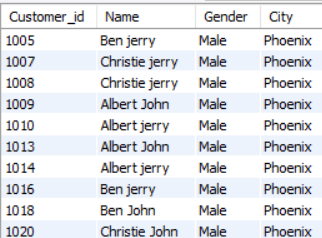 Customer_id Name Gender City
1005 Ben jerry Male Phoenix
1007 Christie jerry Male Phoenix
1008 Christie jerry Male Phoenix
1009 Albert John Male Phoenix
1010 Albert jerry Male Phoenix
1013 Albert John Male Phoenix
1014 Albert jerry Male Phoenix
1016 Ben jerry Male Phoenix
1018 Ben John Male Phoenix
1020 Christie John Male Phoenix